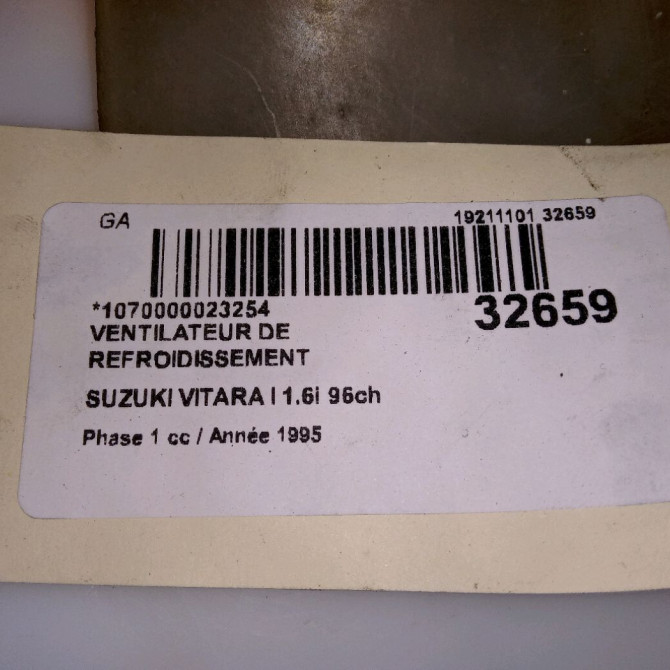 GA 19211101 32659
*1070000023254 32659
VENTILATEUR DE
REFROIDISSEMENT
SUZUKI VITARA I 1.6i 96ch
Phase 1 cc / Année 1995